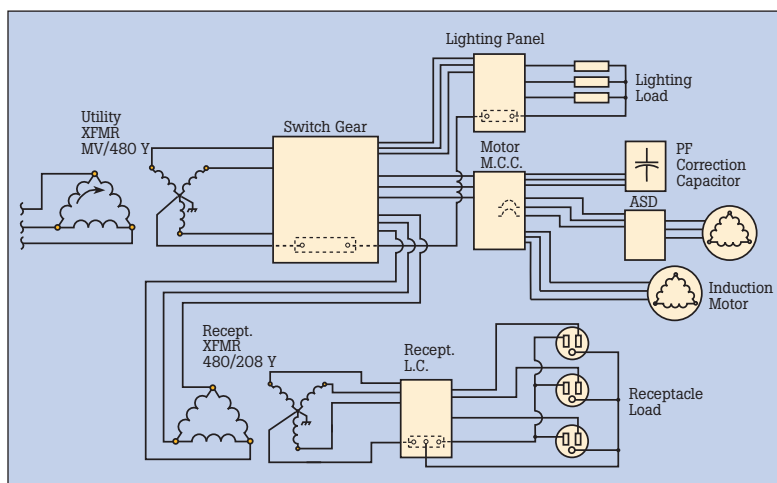 Lighting Panel
Lighting
Load
Utility
XFMR
MV/480 Y
Switch Gear
Motor
M.C.C.
PF
Correction
Capacitor
ASD
Induction
Motor
Recept.
XFMR
480/208 Y
Recept.
L.C.
Receptacle
Load